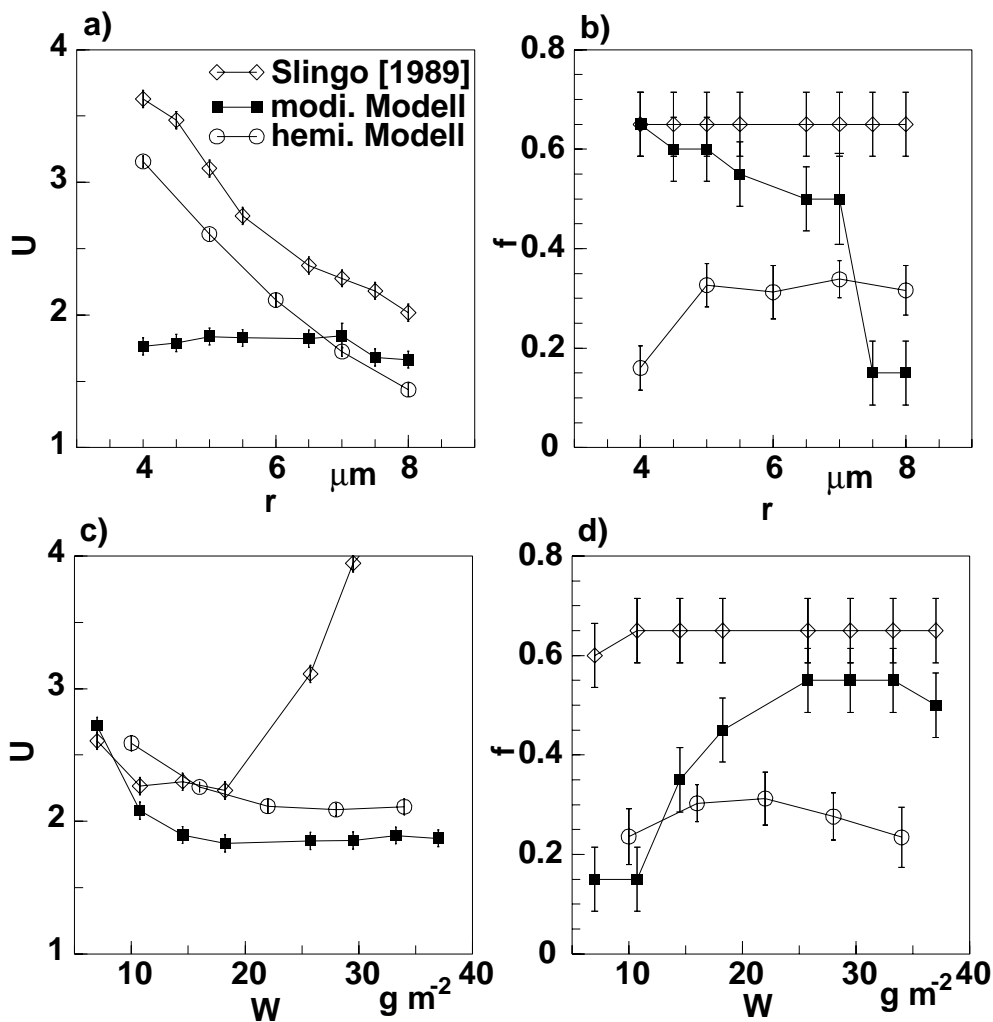 a)
4
3
2
1
U
Slingo [1989]
modi. Modell
hemi. Modell
4 6 8
μm
r
b)
0.8
0.6
0.4
0.2
0
f
4 6 8
μm
r
c)
4
3
2
1
U
10 20 30 40
W g m-2
d)
0.8
0.6
0.4
0.2
0
f
10 20 30 40
W g m-2